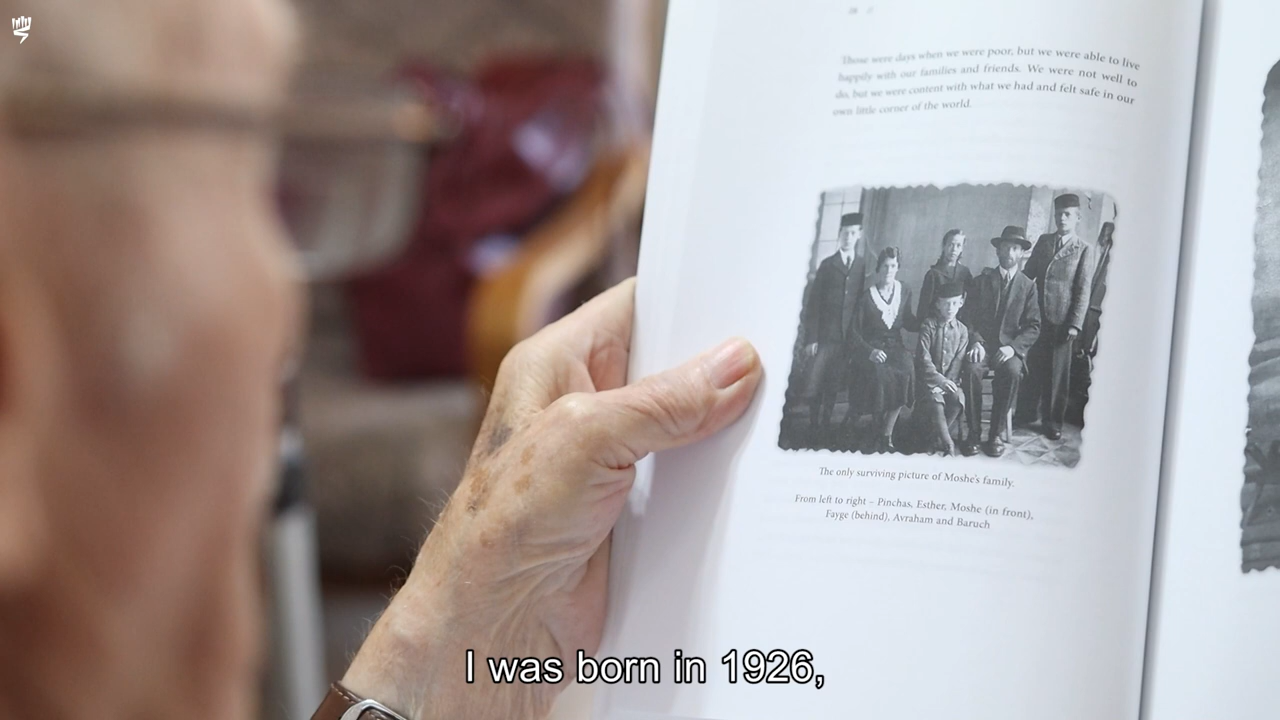 Those were days when we were poor, but we were able to live
happily with our families and friends. We were not well to
do, but we were content with what we had and felt safe in our
own little corner of the world.
The only surviving picture of Moshe's family.
From left to right – Pinchas, Esther, Moshe (in front),
Fayge (behind), Avraham and Baruch
I was born in 1926,